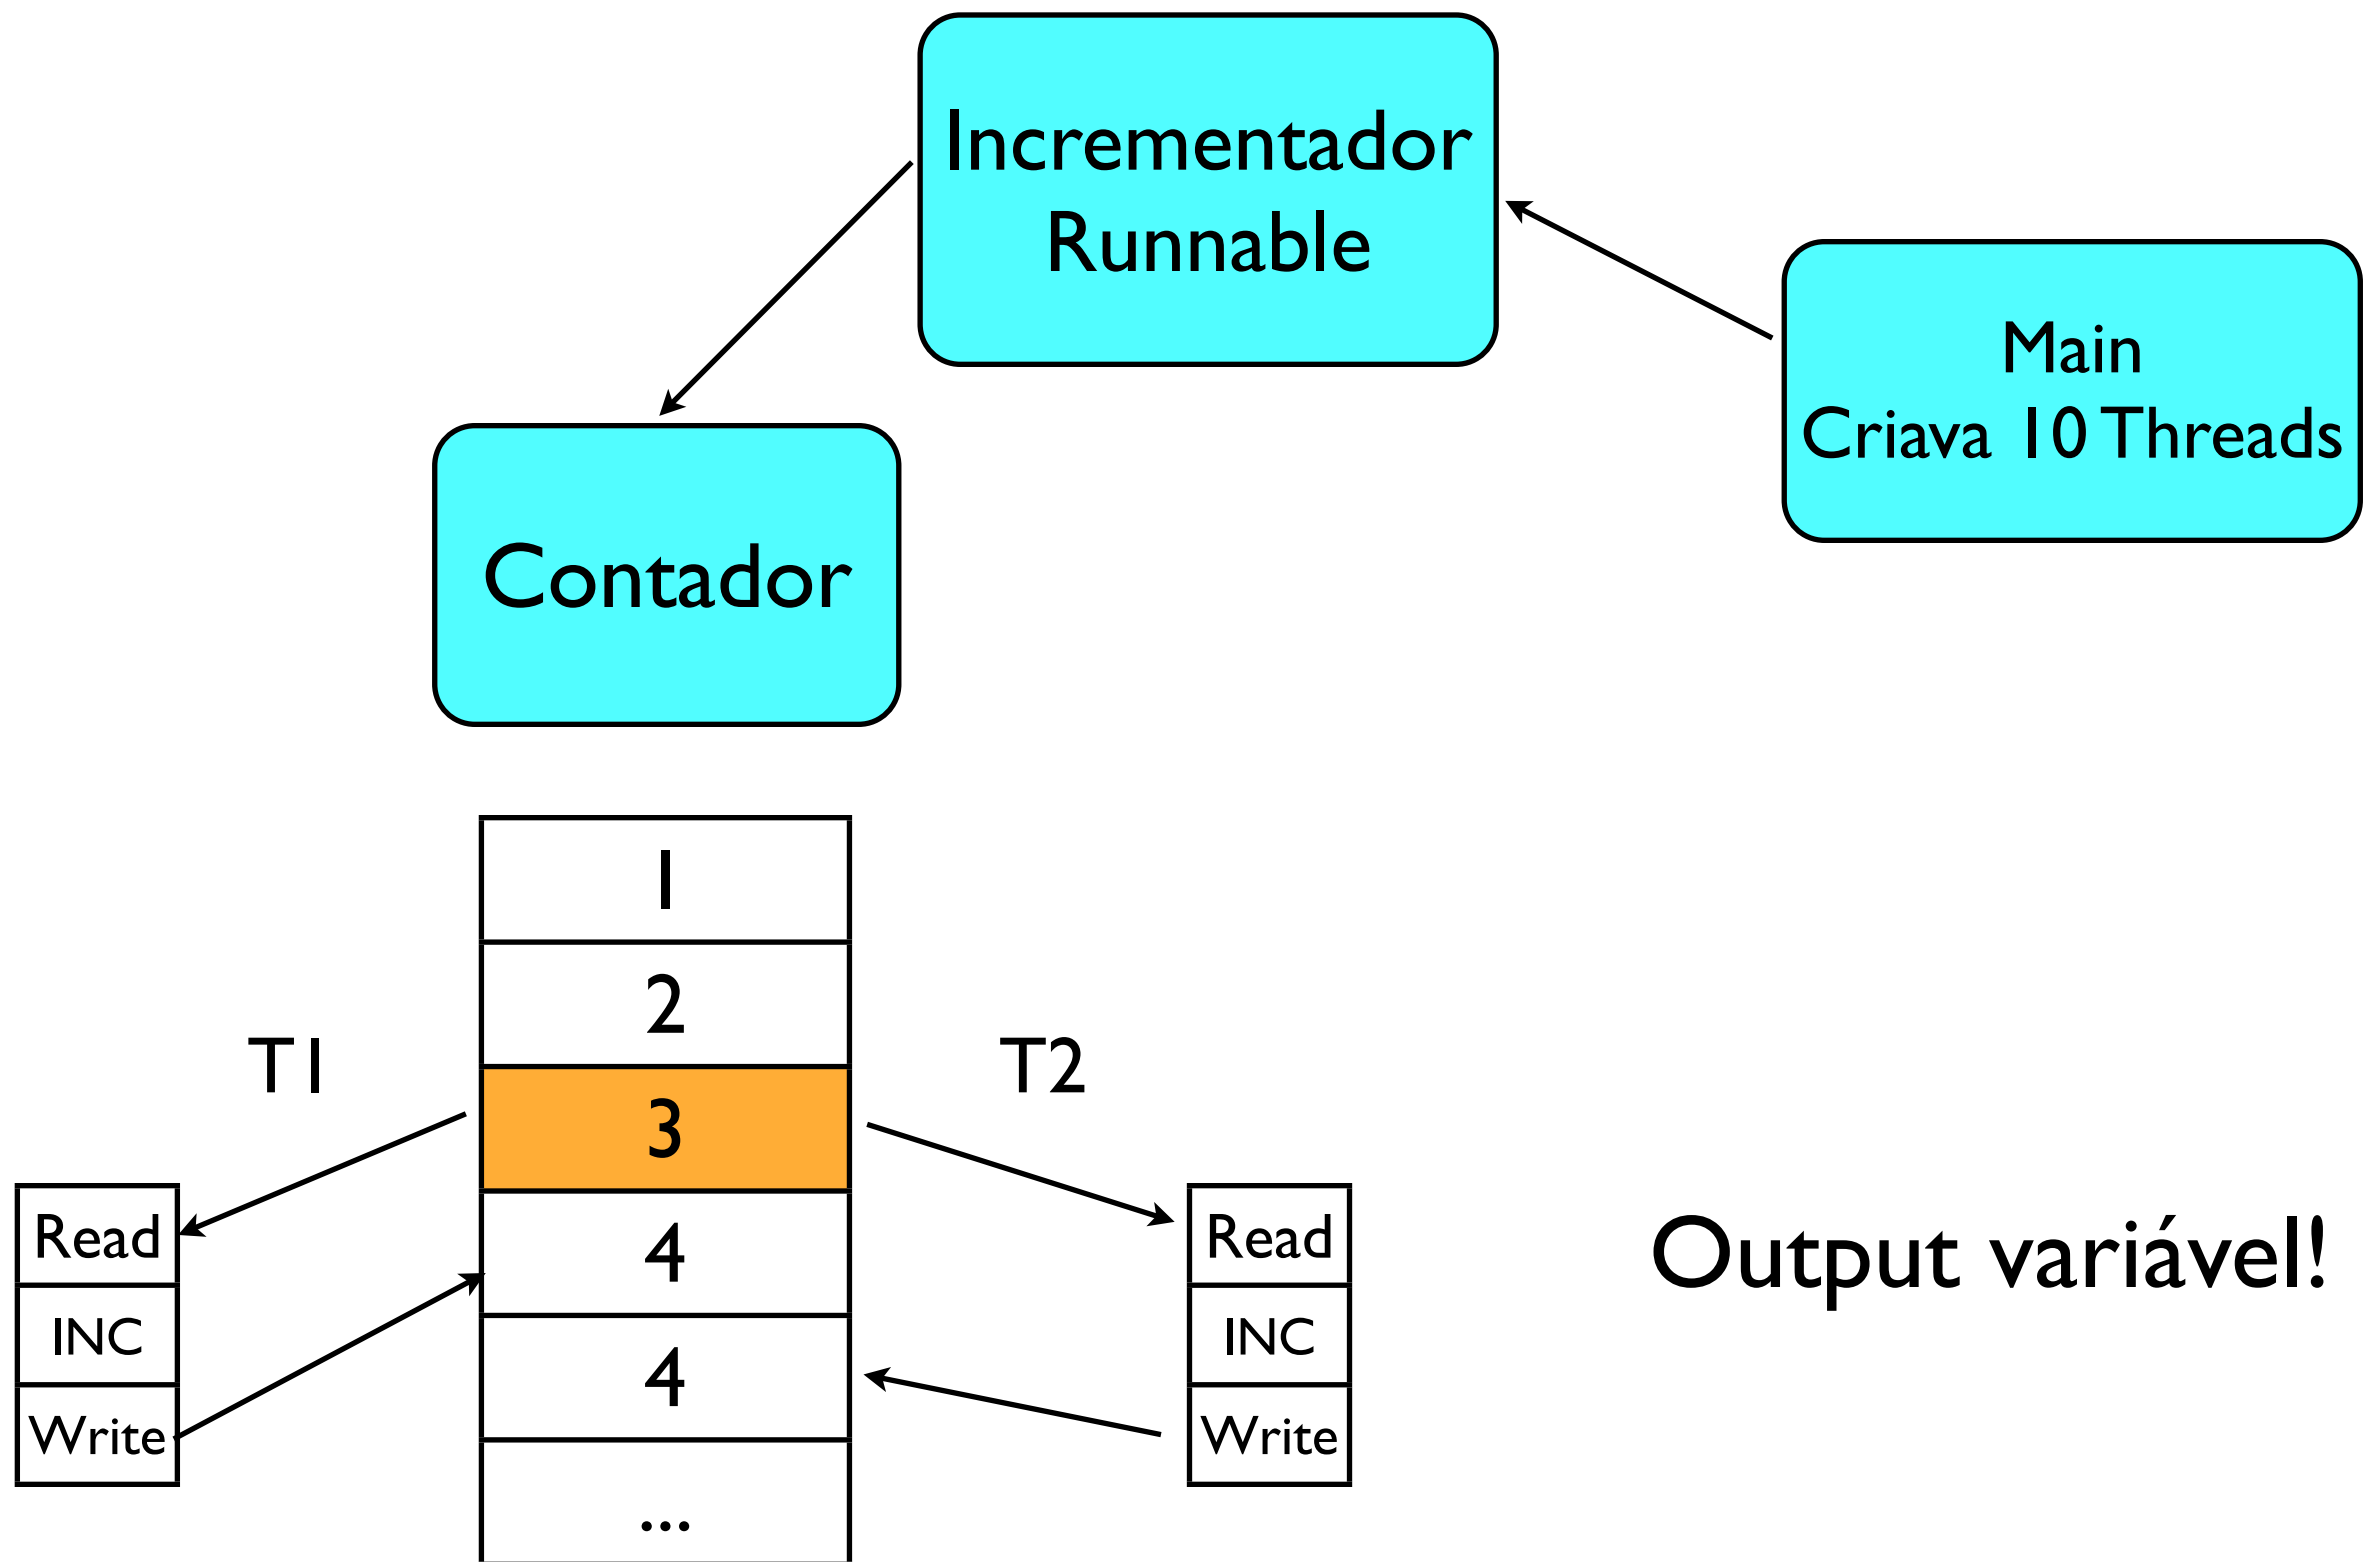 Incrementador
Runnable
Main
Criava 10 Threads
Contador
1
2
T1
3
T2
Read
INC
Write
4
4
...
Read
INC
Write
Output variável!